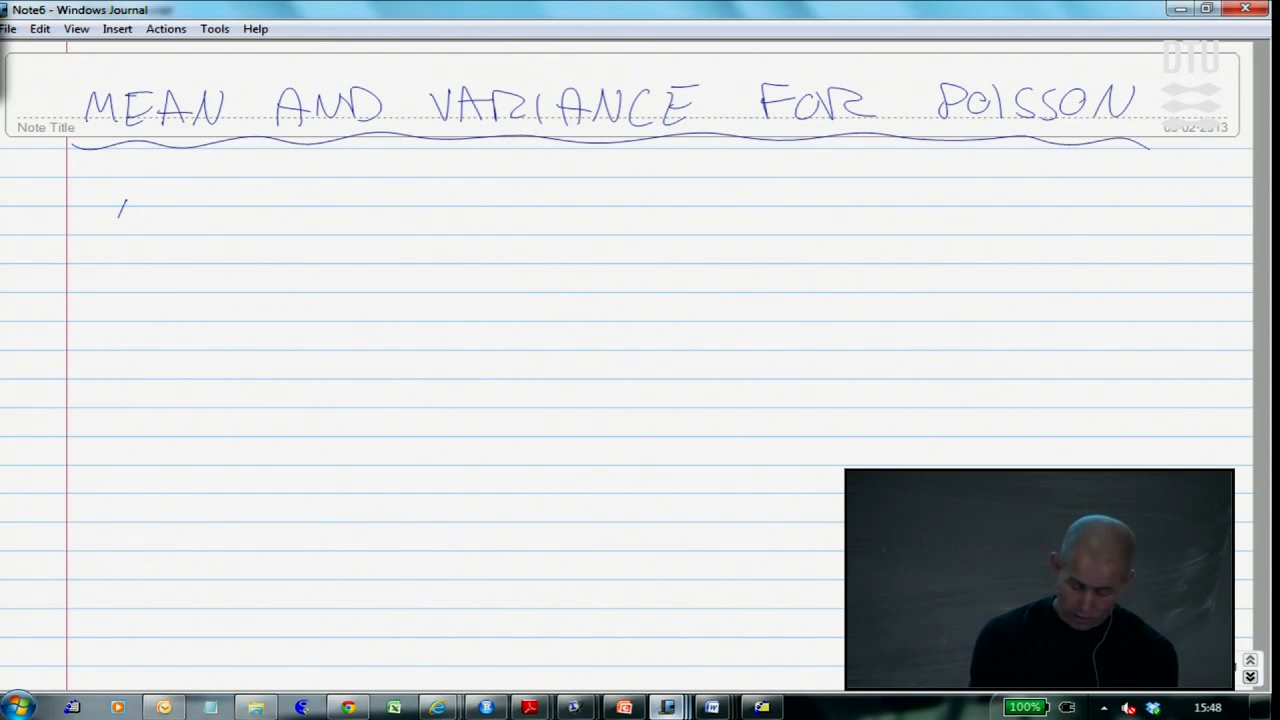 Note6 - Windows Journal
File Edit View Insert Actions Tools Help
DTU
MEAN AND VARIANCE FOR POISSON
Note Title
100%
15:48